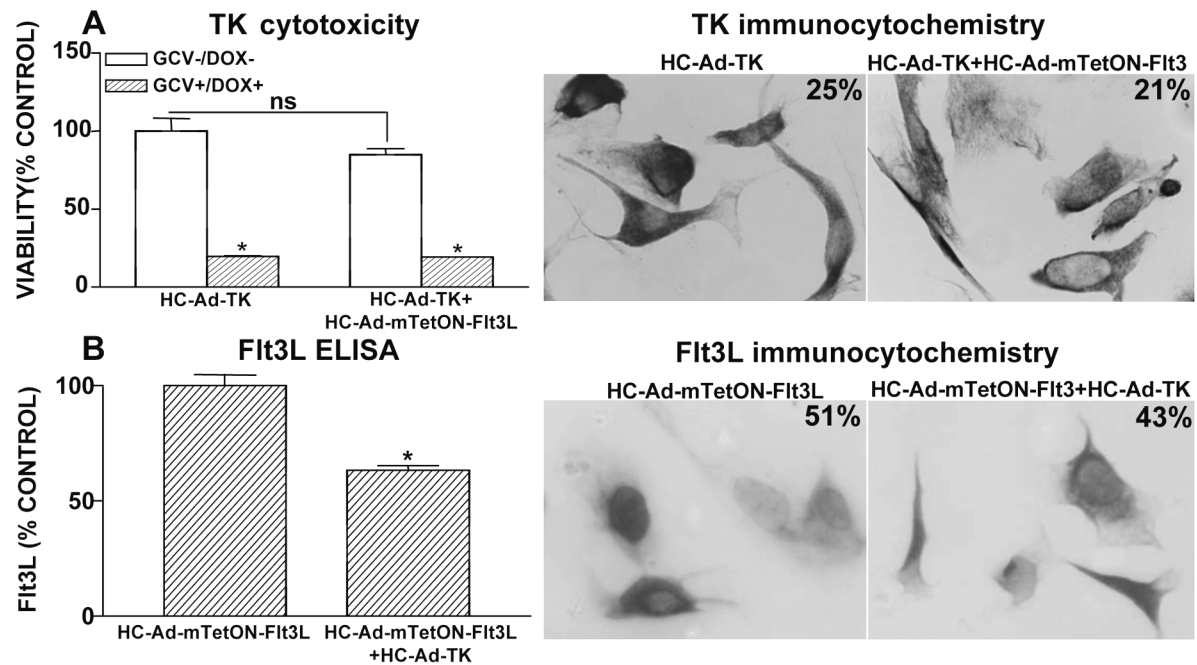 A
TK cytotoxicity
VIABILITY(% CONTROL)
150
100
50
0
GCV-/DOX-
GCV+/DOX+
ns
*
*
HC-Ad-TK
HC-Ad-TK+
HC-Ad-mTetON-Flt3L
TK immunocytochemistry
HC-Ad-TK
25%
HC-Ad-TK+HC-Ad-mTetON-Flt3
21%
B
Flt3L ELISA
Flt3L (% CONTROL)
100
50
0
*
HC-Ad-mTetON-Flt3L
HC-Ad-mTetON-Flt3L
+HC-Ad-TK
Flt3L immunocytochemistry
HC-Ad-mTetON-Flt3L
51%
HC-Ad-mTetON-Flt3+HC-Ad-TK
43%